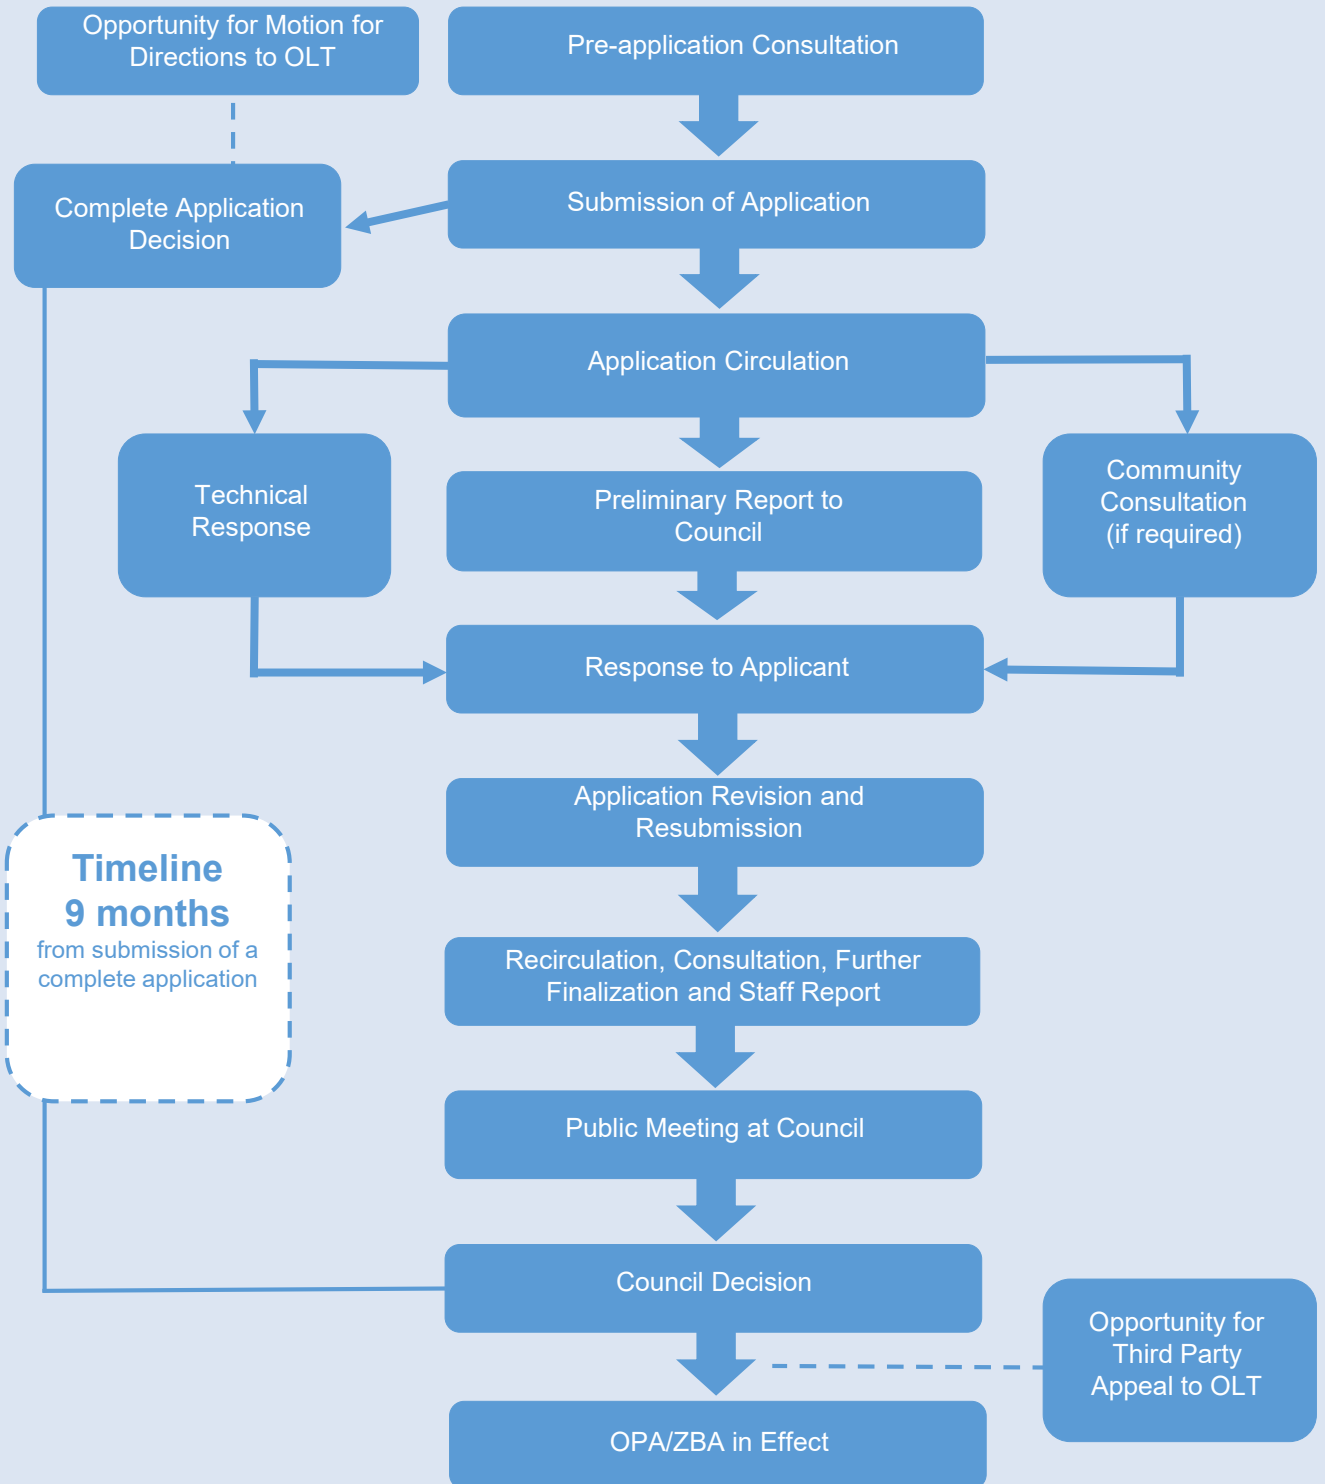 Opportunity for Motion for
Directions to OLT
Pre-application Consultation
Complete Application
Decision
Submission of Application
Application Circulation
Technical
Response
Preliminary Report to
Council
Community
Consultation
(if required)
Response to Applicant
Application Revision and
Resubmission
Timeline
9 months
from submission of a
complete application
Recirculation, Consultation, Further
Finalization and Staff Report
Public Meeting at Council
Council Decision
Opportunity for
Third Party
Appeal to OLT
OPA/ZBA in Effect